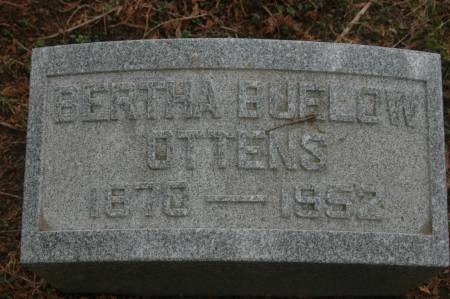 BERTHA BUELOW
OTTENS
1870 — 1952